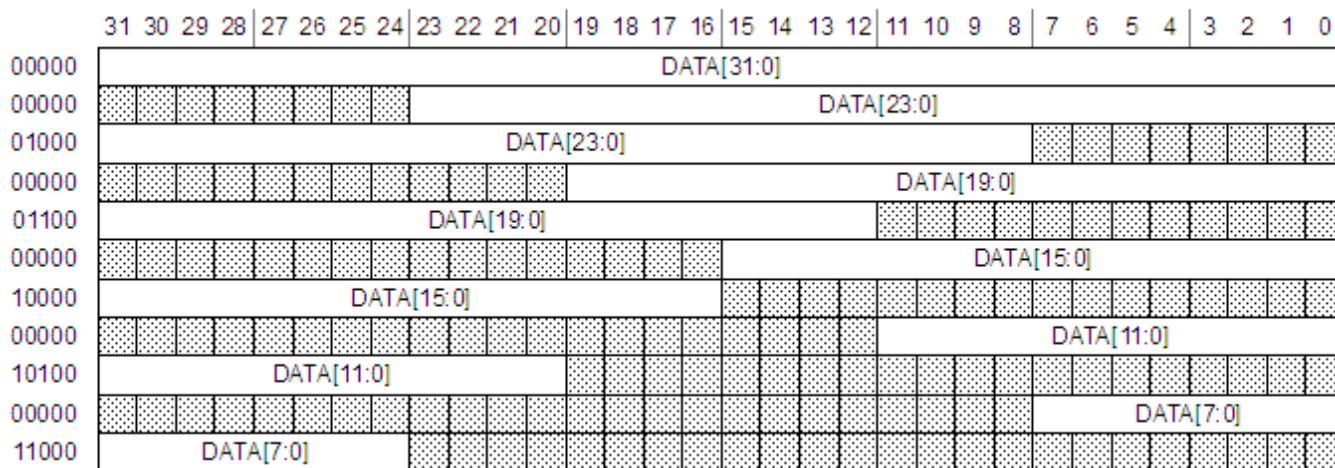 31 30 29 28 27 26 25 24 23 22 21 20 19 18 17 16 15 14 13 12 11 10 9 8 7 6 5 4 3 2 1 0
00000 DATA[31:0]
00000 DATA[23:0]
01000 DATA[23:0]
00000 DATA[19:0]
01100 DATA[19:0]
00000 DATA[15:0]
10000 DATA[15:0]
00000 DATA[11:0]
10100 DATA[11:0]
00000 DATA[7:0]
11000 DATA[7:0]